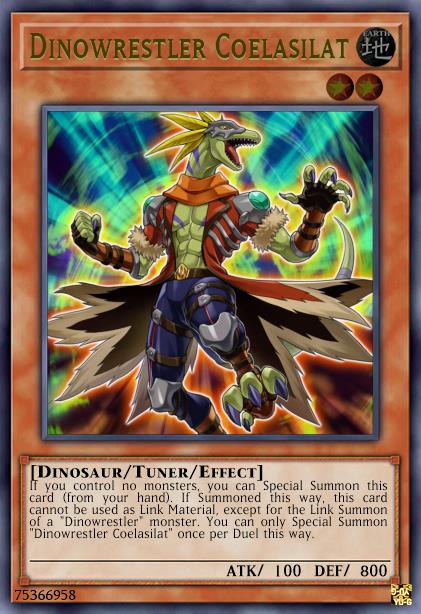 DINOWRESTLER COELASILAT
EARTH
地
[DINOSAUR/TUNER/EFFECT]
If you control no monsters, you can Special Summon this
card (from your hand). If Summoned this way, this card
cannot be used as Link Material, except for the Link Summon
of a "Dinowrestler" monster. You can only Special Summon
"Dinowrestler Coelasilat" once per Duel this way.
ATK/ 100 DEF/ 800
75366958